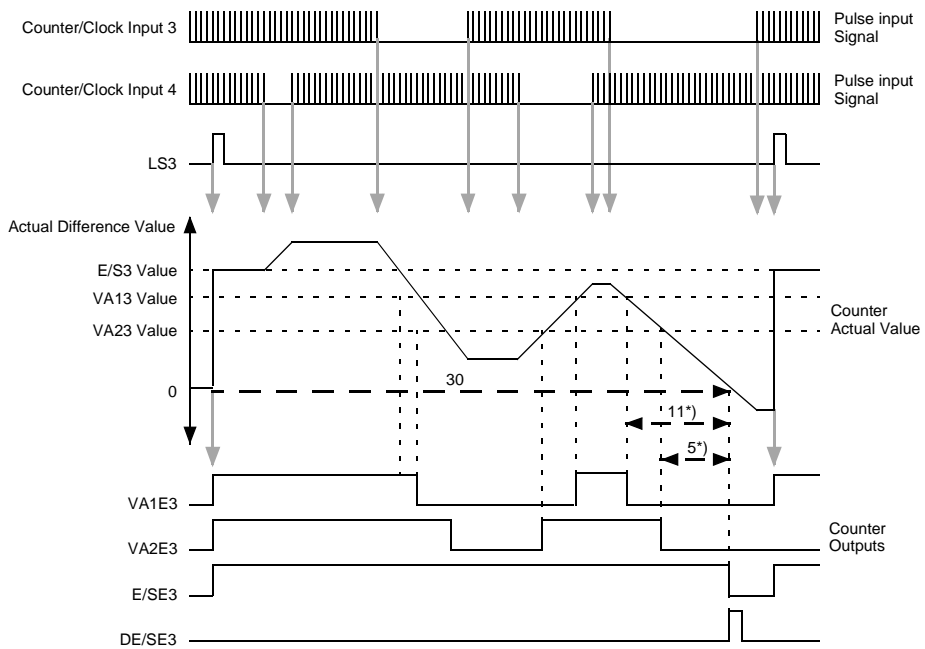 Counter/Clock Input 3
Pulse input
Signal
Counter/Clock Input 4
Pulse input
Signal
LS3
Actual Difference Value
E/S3 Value
VA13 Value
VA23 Value
Counter
Actual Value
30
0
11*)
5*)
VA1E3
VA2E3
Counter
Outputs
E/SE3
DE/SE3